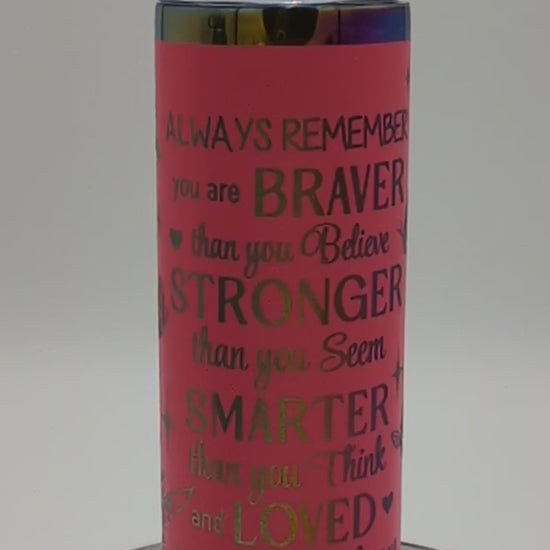 ALWAYS REMEMBER
you are BRAVER
than you Believe
STRONGER
than you Seem
SMARTER
than you Think
and LOVED